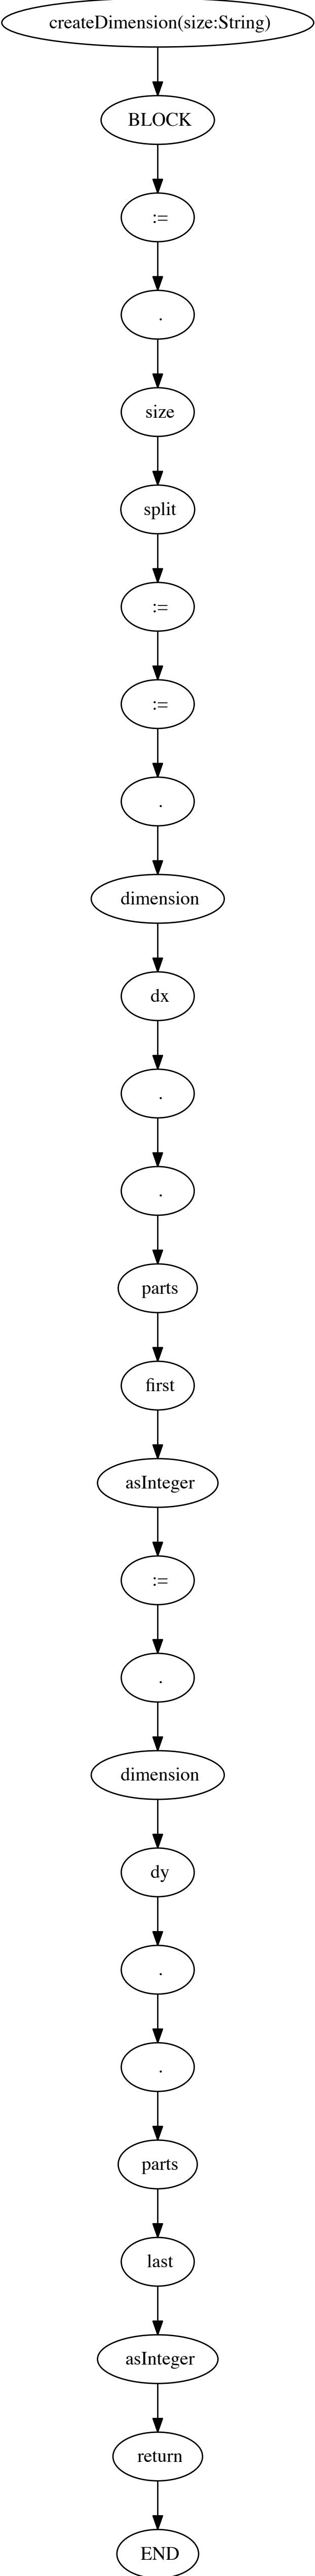 createDimension(size:String)
BLOCK
:=
.
size
split
:=
:=
.
dimension
dx
.
.
parts
first
asInteger
:=
.
dimension
dy
.
.
parts
last
asInteger
return
END